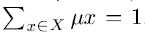 ∑x∈X μx = 1